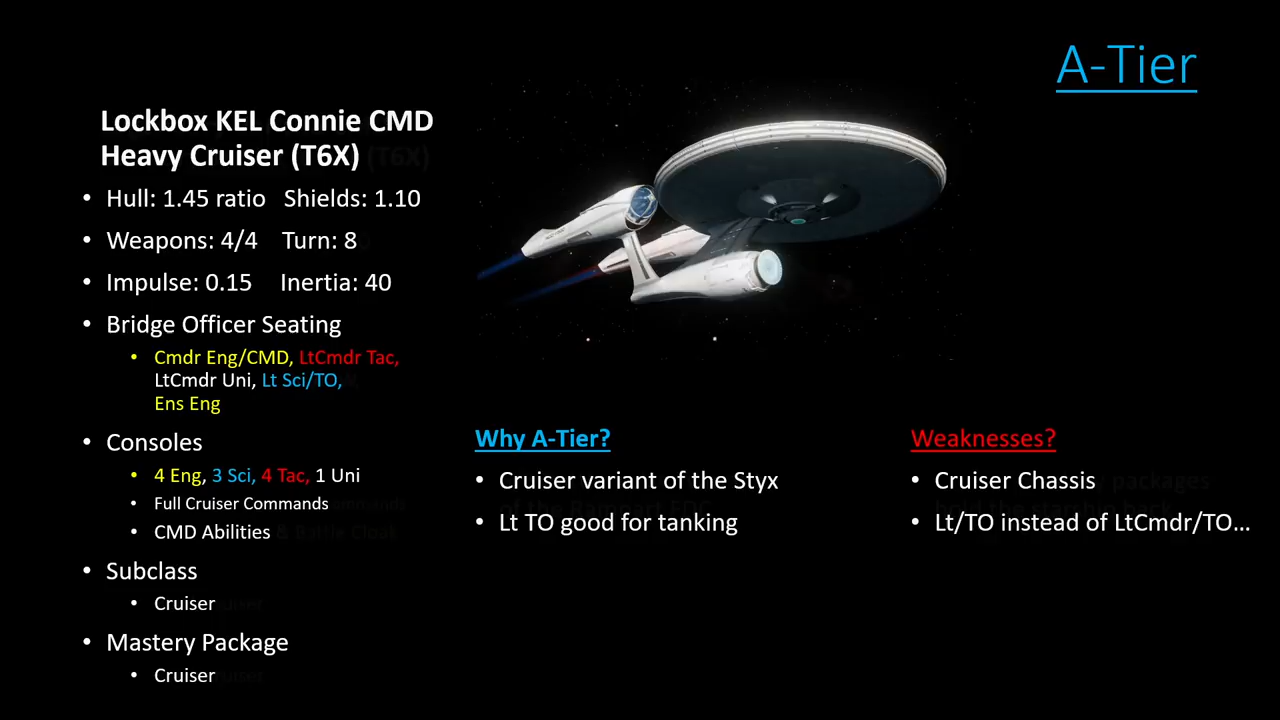 A-Tier
Lockbox KEL Connie CMD
Heavy Cruiser (T6X)
• Hull: 1.45 ratio Shields: 1.10
• Weapons: 4/4 Turn: 8
• Impulse: 0.15 Inertia: 40
• Bridge Officer Seating
• Cmdr Eng/CMD, LtCmdr Tac,
LtCmdr Uni, Lt Sci/TO,
Ens Eng
• Consoles
• 4 Eng, 3 Sci, 4 Tac, 1 Uni
• Full Cruiser Commands
• CMD Abilities
• Subclass
• Cruiser
• Mastery Package
• Cruiser
Why A-Tier?
• Cruiser variant of the Styx
• Lt TO good for tanking
Weaknesses?
• Cruiser Chassis
• Lt/TO instead of LtCmdr/TO...